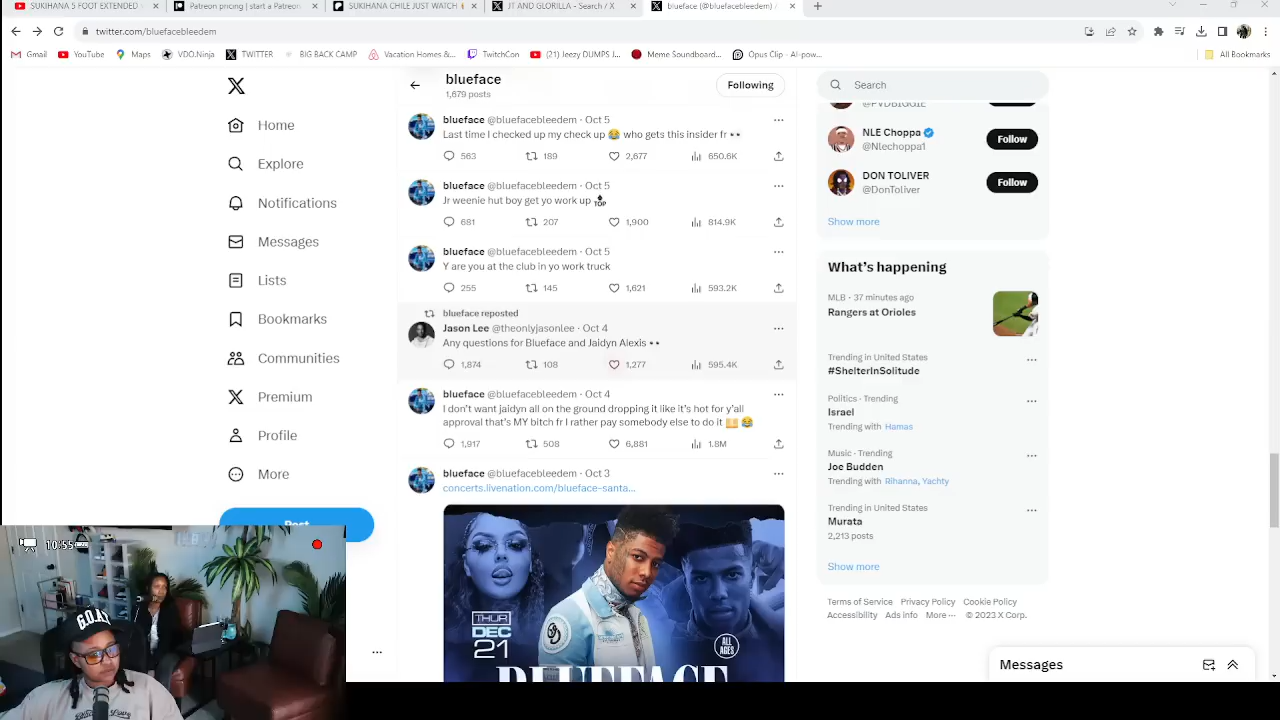 SUKIHANA 5 FOOT EXTENDED
Patreon pricing | start a Patreon
SUKIHANA CHILE JUST WATCH
JT AND GLORILLA - Search / X
blueface (@bluefacebleedem) /
twitter.com/bluefacebleedem
Gmail
YouTube
Maps
VDO.Ninja
TWITTER
BIG BACK CAMP
Vacation Homes &...
TwitchCon
(21) Jeezy DUMPS J...
Meme Soundboard...
Opus Clip - AI-pow...
All Bookmarks
Home
Explore
Notifications
Messages
Lists
Bookmarks
Communities
Premium
Profile
More
Post
10:55
G.O.D.
blueface
1,679 posts
Following
blueface @bluefacebleedem · Oct 5
Last time I checked up my check up 😂 who gets this insider fr 👀
563 189 2,677 650.6K
blueface @bluefacebleedem · Oct 5
Jr weenie hut boy get yo work up 🔝
681 207 1,900 814.9K
blueface @bluefacebleedem · Oct 5
Y are you at the club in yo work truck
255 145 1,621 593.2K
blueface reposted
Jason Lee @theonlyjasonlee · Oct 4
Any questions for Blueface and Jaidyn Alexis 👀
1,874 108 1,277 595.4K
blueface @bluefacebleedem · Oct 4
I don't want jaidyn all on the ground dropping it like it's hot for y'all
approval that's MY bitch fr I rather pay somebody else to do it 😂
1,917 508 6,881 1.8M
blueface @bluefacebleedem · Oct 3
concerts.livenation.com/blueface-santa...
THUR
DEC
21
ALL
AGES
BLUEFACE
Search
@PVDBIGGIE
NLE Choppa
@Nlechoppa1
Follow
DON TOLIVER
@DonToliver
Follow
Show more
What's happening
MLB · 37 minutes ago
Rangers at Orioles
Trending in United States
#ShelterInSolitude
Politics · Trending
Israel
Trending with Hamas
Music · Trending
Joe Budden
Trending with Rihanna, Yachty
Trending in United States
Murata
2,213 posts
Show more
Terms of Service Privacy Policy Cookie Policy
Accessibility Ads info More ··· © 2023 X Corp.
Messages